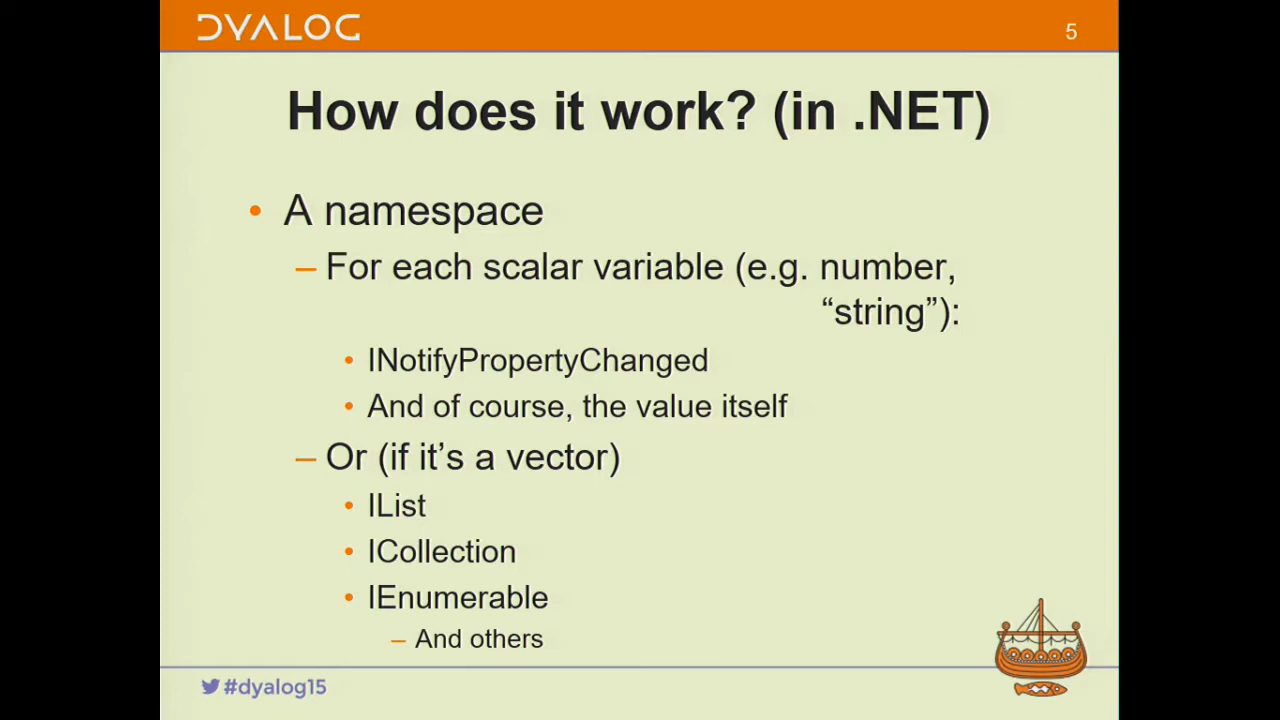 DYALOG
5
How does it work? (in .NET)
• A namespace
– For each scalar variable (e.g. number,
“string”):
• INotifyPropertyChanged
• And of course, the value itself
– Or (if it’s a vector)
• IList
• ICollection
• IEnumerable
– And others
#dyalog15